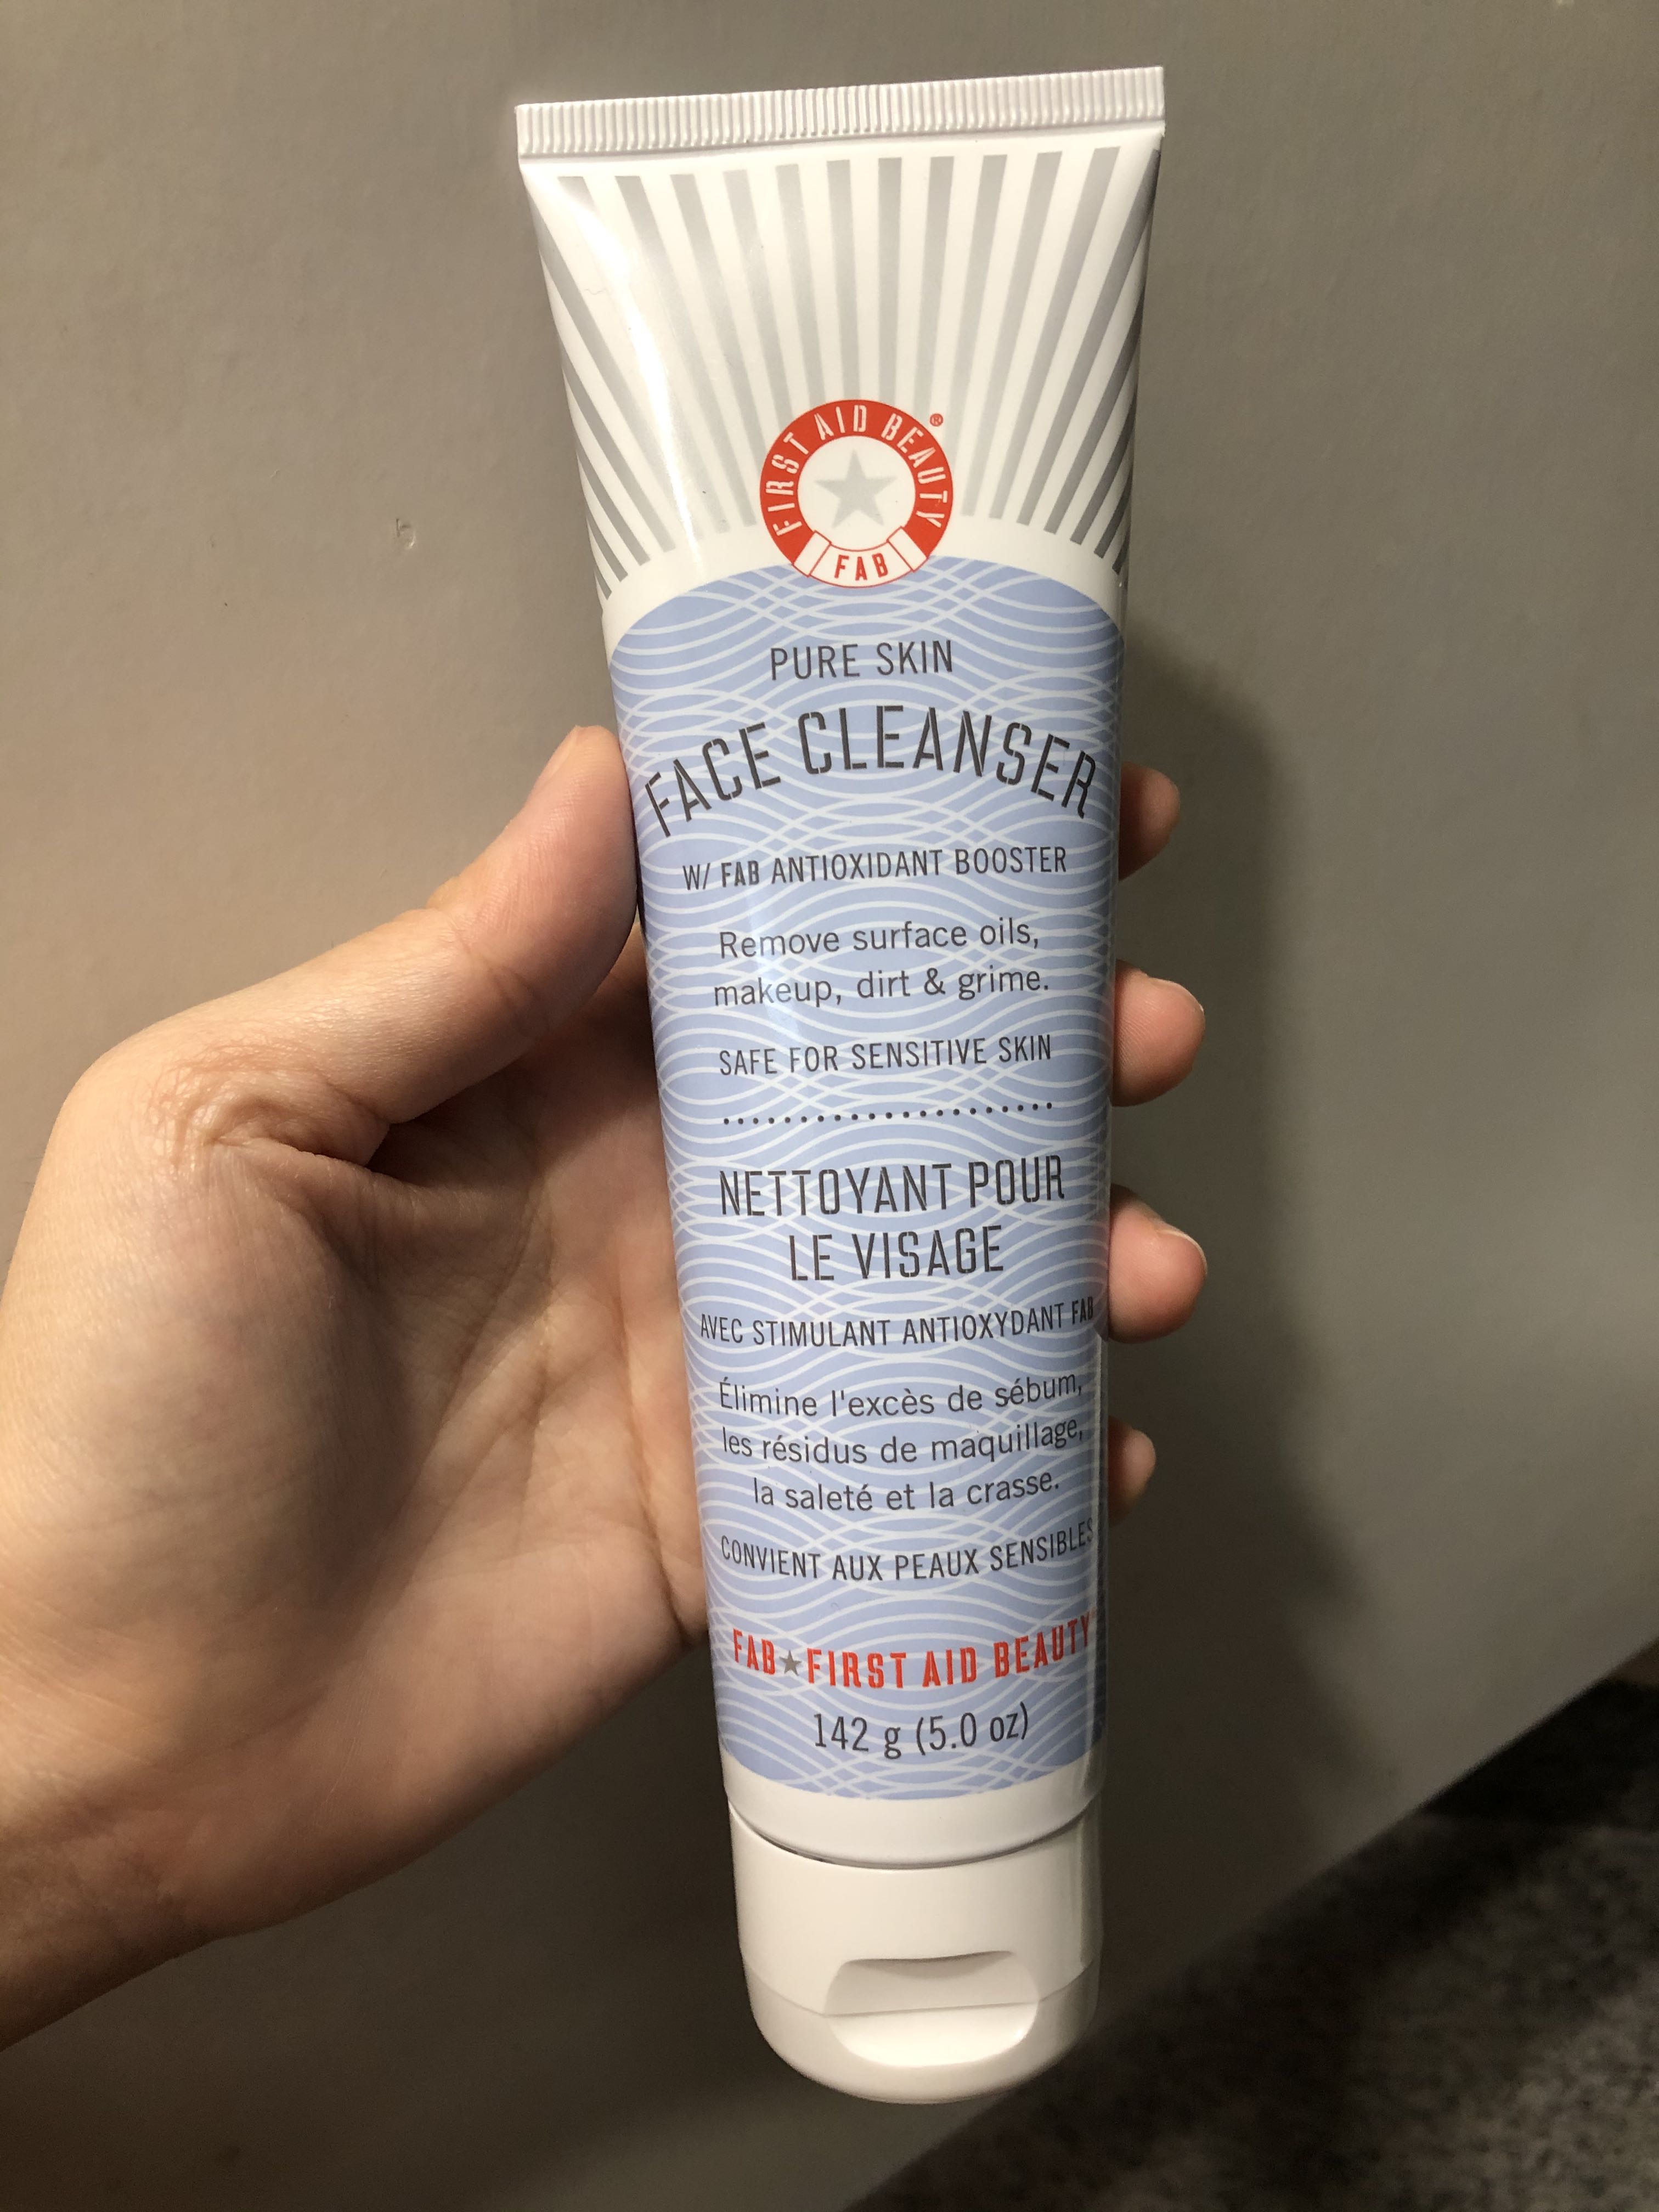 FIRST AID BEAUTY®
FAB
PURE SKIN
FACE CLEANSER
W/ FAB ANTIOXIDANT BOOSTER
Remove surface oils,
makeup, dirt & grime.
SAFE FOR SENSITIVE SKIN
NETTOYANT POUR
LE VISAGE
AVEC STIMULANT ANTIOXYDANT FAB
Élimine l'excès de sébum,
les résidus de maquillage,
la saleté et la crasse.
CONVIENT AUX PEAUX SENSIBLES
FAB★FIRST AID BEAUTY
142 g (5.0 oz)